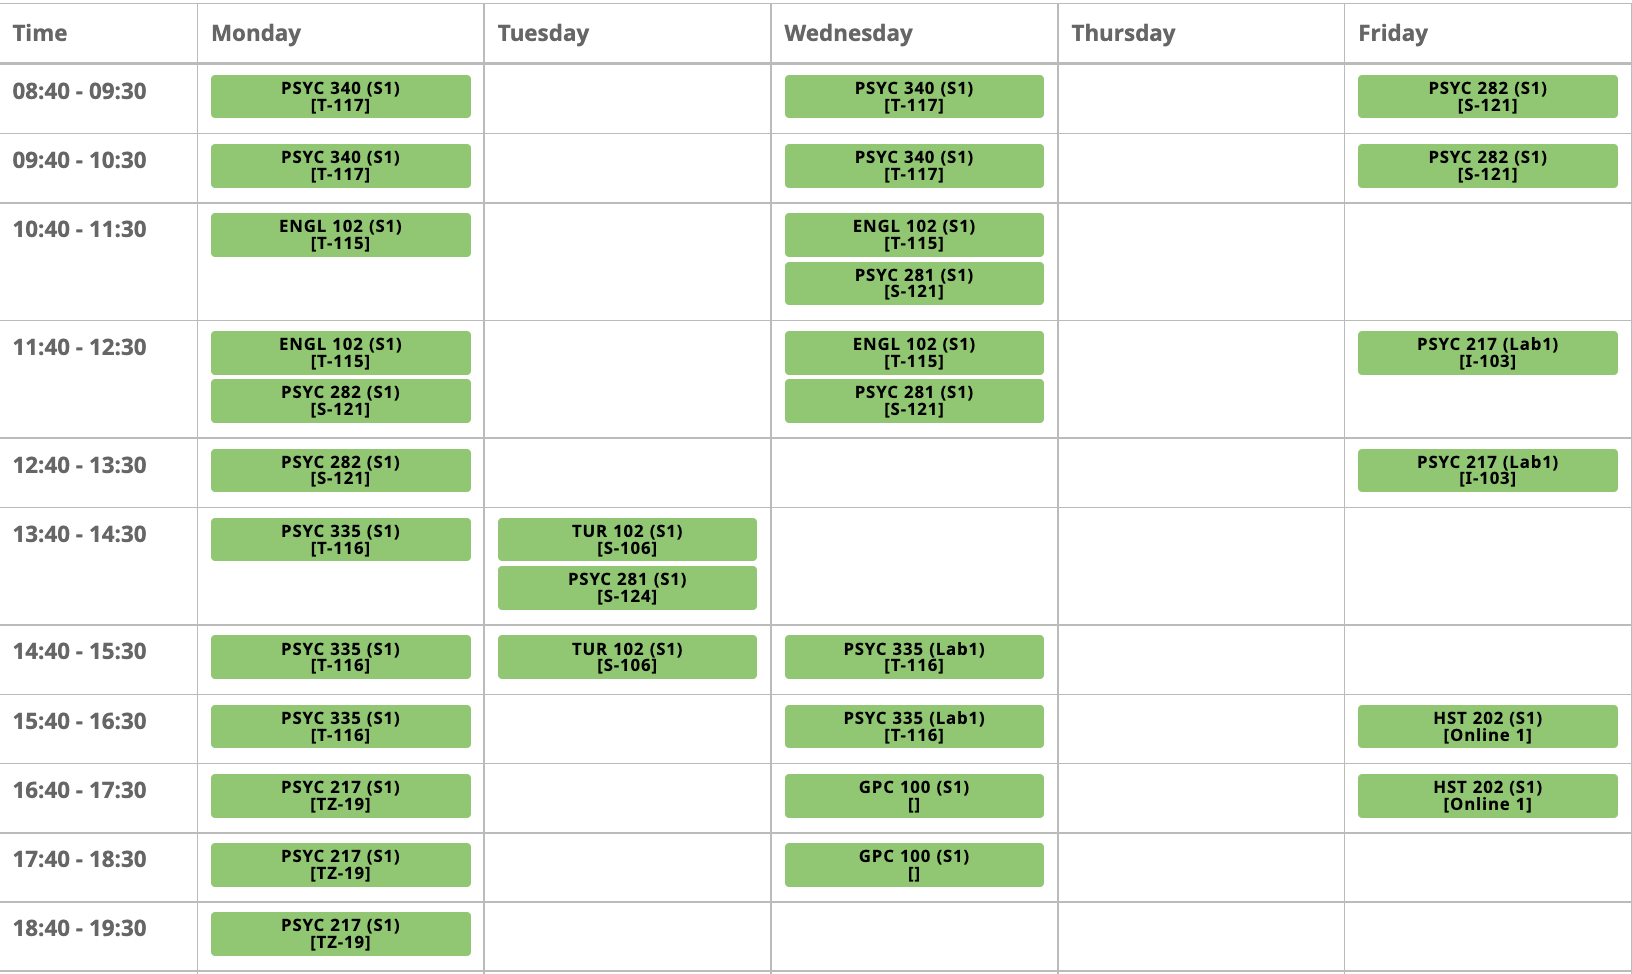 Time Monday Tuesday Wednesday Thursday Friday
08:40 - 09:30
PSYC 340 (S1)
[T-117]
PSYC 340 (S1)
[T-117]
PSYC 282 (S1)
[S-121]
09:40 - 10:30
PSYC 340 (S1)
[T-117]
PSYC 340 (S1)
[T-117]
PSYC 282 (S1)
[S-121]
10:40 - 11:30
ENGL 102 (S1)
[T-115]
ENGL 102 (S1)
[T-115]
PSYC 281 (S1)
[S-121]
11:40 - 12:30
ENGL 102 (S1)
[T-115]
PSYC 282 (S1)
[S-121]
ENGL 102 (S1)
[T-115]
PSYC 281 (S1)
[S-121]
PSYC 217 (Lab1)
[I-103]
12:40 - 13:30
PSYC 282 (S1)
[S-121]
PSYC 217 (Lab1)
[I-103]
13:40 - 14:30
PSYC 335 (S1)
[T-116]
TUR 102 (S1)
[S-106]
PSYC 281 (S1)
[S-124]
14:40 - 15:30
PSYC 335 (S1)
[T-116]
TUR 102 (S1)
[S-106]
PSYC 335 (Lab1)
[T-116]
15:40 - 16:30
PSYC 335 (S1)
[T-116]
PSYC 335 (Lab1)
[T-116]
HST 202 (S1)
[Online 1]
16:40 - 17:30
PSYC 217 (S1)
[TZ-19]
GPC 100 (S1)
[]
HST 202 (S1)
[Online 1]
17:40 - 18:30
PSYC 217 (S1)
[TZ-19]
GPC 100 (S1)
[]
18:40 - 19:30
PSYC 217 (S1)
[TZ-19]